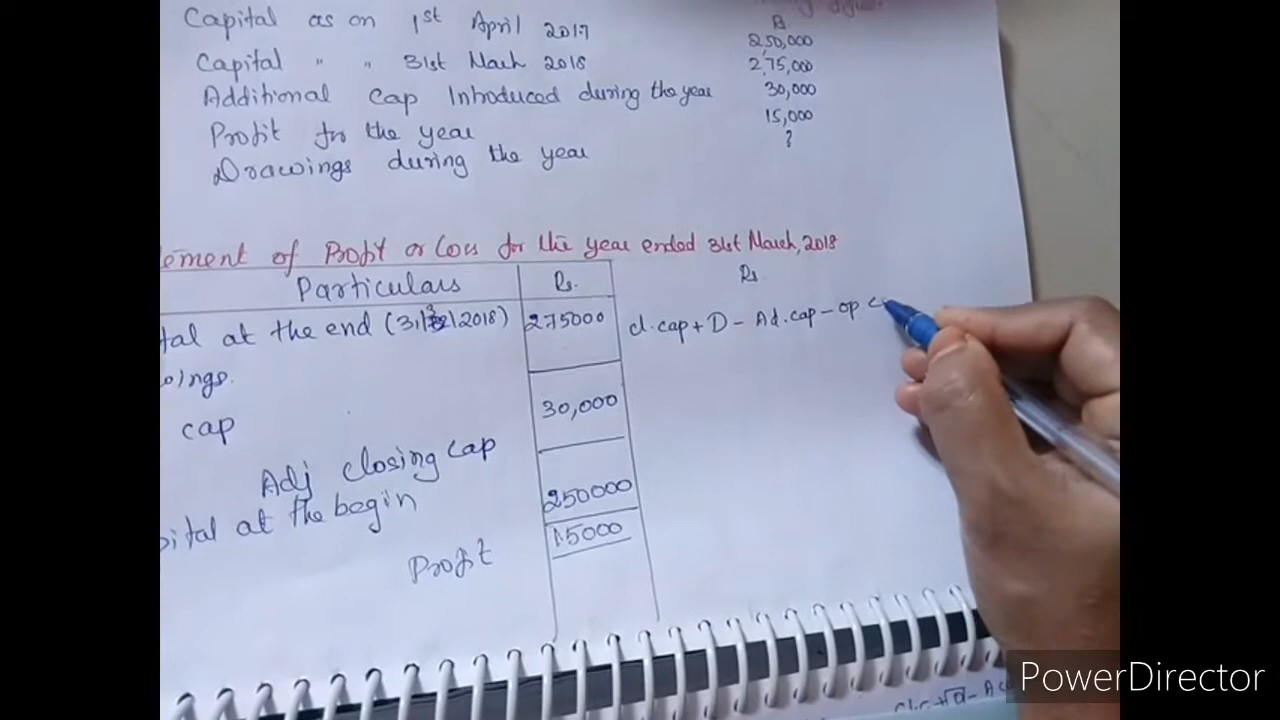 Rs.
Capital as on 1st April 2017 2,50,000
Capital " " 31st March 2018 2,75,000
Additional cap Introduced during the year 30,000
Profit for the year 15,000
Drawings during the year ?
ement of Profit or Loss for the year ended 31st March, 2018
Particulars Rs. Rs
tal at the end (31/3/2018) 275000 cl.cap + D - Ad.cap - op c
ings.
cap 30,000
Adj closing cap
ital at the begin 250000
Profit 15000
PowerDirector